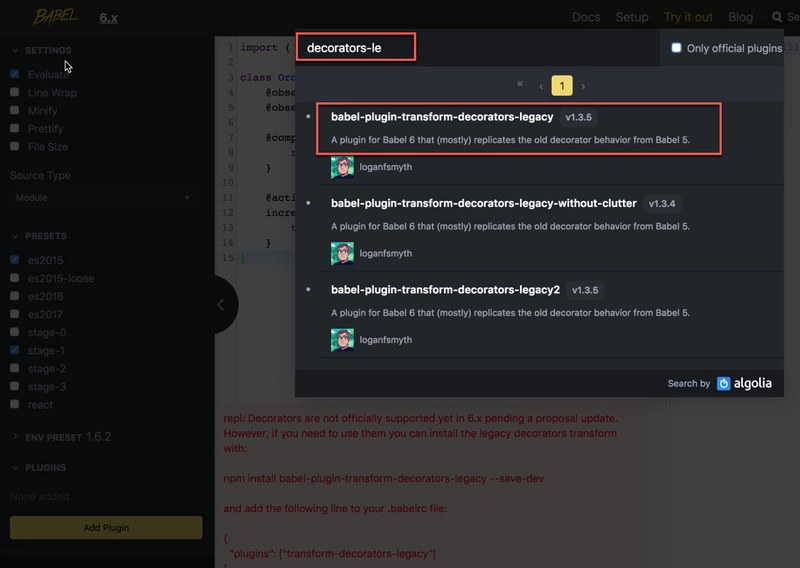 BABEL 6.x Docs Setup Try it out Blog Se
SETTINGS
Evaluate
Line Wrap
Minify
Prettify
File Size
Source Type
Module
PRESETS
es2015
es2015-loose
es2016
es2017
stage-0
stage-1
stage-2
stage-3
react
ENV PRESET 1.6.2
PLUGINS
None added
Add Plugin
1 import {
2
3 class Ord
4 @obse
5 @obse
6
7 @comp
8
9 }
10
11 @acti
12 incre
13
14 }
15 }
decorators-le
Only official plugins
« ‹ 1 ›
babel-plugin-transform-decorators-legacy v1.3.5
A plugin for Babel 6 that (mostly) replicates the old decorator behavior from Babel 5.
loganfsmyth
babel-plugin-transform-decorators-legacy-without-clutter v1.3.4
A plugin for Babel 6 that (mostly) replicates the old decorator behavior from Babel 5.
loganfsmyth
babel-plugin-transform-decorators-legacy2 v1.3.5
A plugin for Babel 6 that (mostly) replicates the old decorator behavior from Babel 5.
loganfsmyth
Search by algolia
repl: Decorators are not officially supported yet in 6.x pending a proposal update.
However, if you need to use them you can install the legacy decorators transform
with:
npm install babel-plugin-transform-decorators-legacy --save-dev
and add the following line to your .babelrc file:
{
"plugins": ["transform-decorators-legacy"]